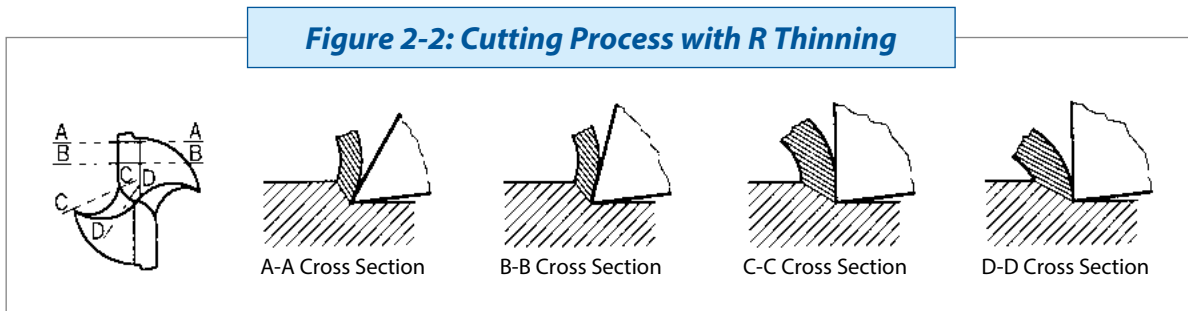 Figure 2-2: Cutting Process with R Thinning
A A
B B
C D
C
D
A-A Cross Section B-B Cross Section C-C Cross Section D-D Cross Section